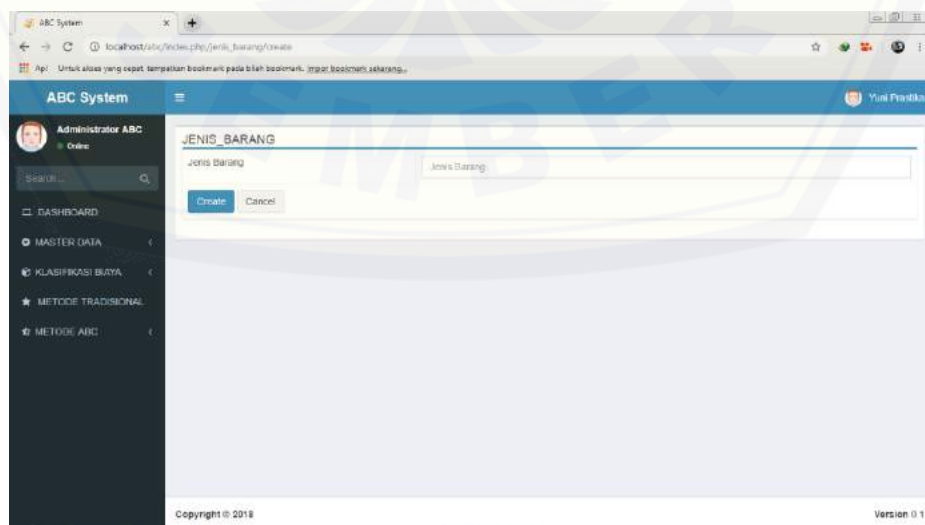 ABC System
localhost/abc/index.php/jenis_barang/create
Apl Untuk akses yang cepat, tempatkan bookmark pada bilah bookmark. Impor bookmark sekarang...
ABC System
Yuni Prastika
Administrator ABC
Online
Search...
DASHBOARD
MASTER DATA
KLASIFIKASI BIAYA
METODE TRADISIONAL
METODE ABC
JENIS_BARANG
Jenis Barang
Jenis Barang
Create Cancel
Copyright © 2018
Version 0.1